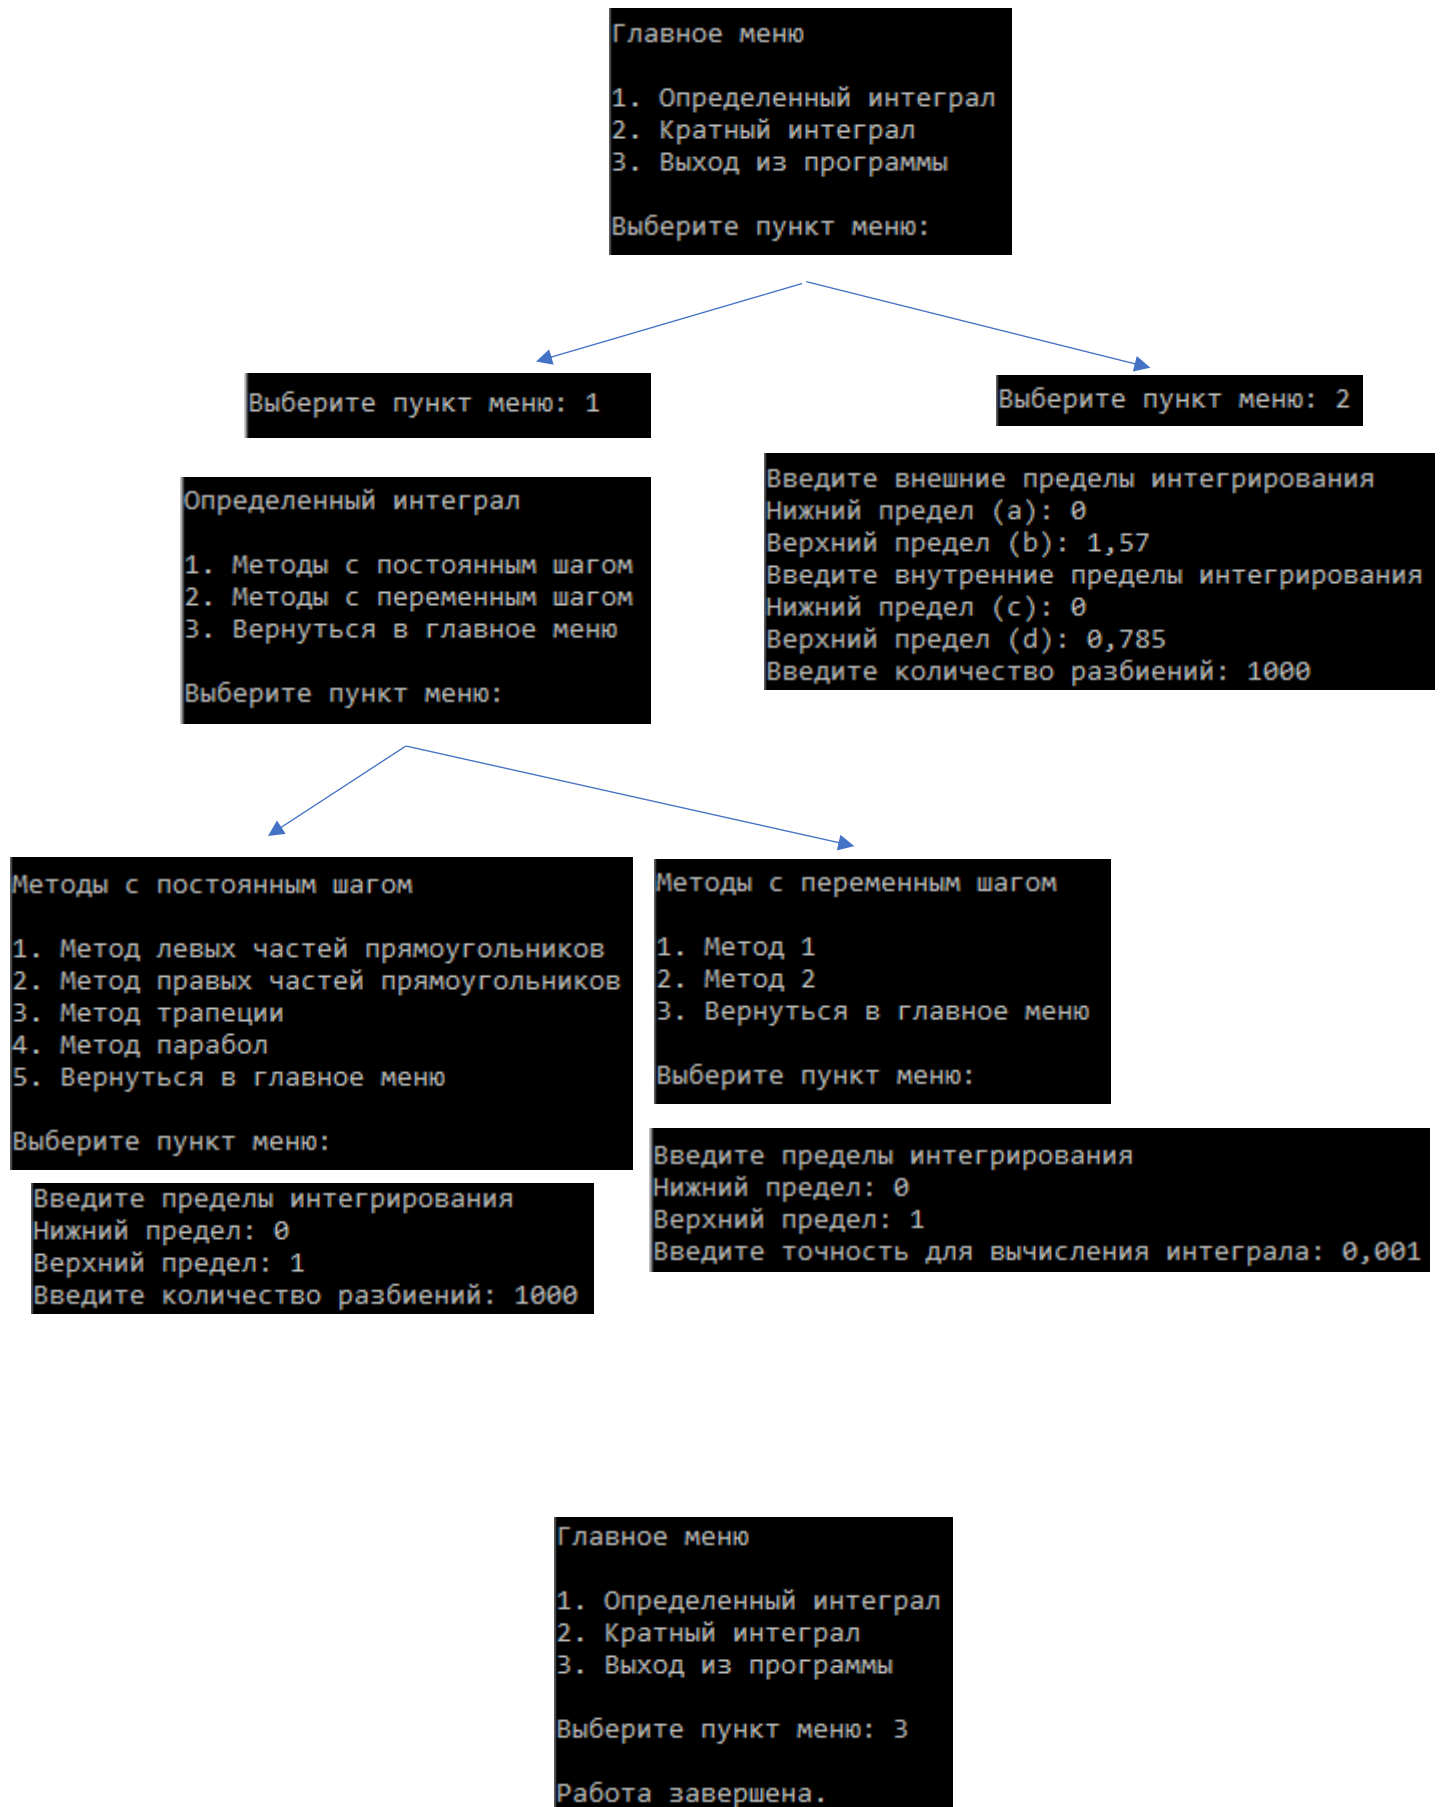 Главное меню
1. Определенный интеграл
2. Кратный интеграл
3. Выход из программы
Выберите пункт меню:
Выберите пункт меню: 1
Выберите пункт меню: 2
Определенный интеграл
1. Методы с постоянным шагом
2. Методы с переменным шагом
3. Вернуться в главное меню
Выберите пункт меню:
Введите внешние пределы интегрирования
Нижний предел (a): 0
Верхний предел (b): 1,57
Введите внутренние пределы интегрирования
Нижний предел (c): 0
Верхний предел (d): 0,785
Введите количество разбиений: 1000
Методы с постоянным шагом
1. Метод левых частей прямоугольников
2. Метод правых частей прямоугольников
3. Метод трапеции
4. Метод парабол
5. Вернуться в главное меню
Выберите пункт меню:
Введите пределы интегрирования
Нижний предел: 0
Верхний предел: 1
Введите количество разбиений: 1000
Методы с переменным шагом
1. Метод 1
2. Метод 2
3. Вернуться в главное меню
Выберите пункт меню:
Введите пределы интегрирования
Нижний предел: 0
Верхний предел: 1
Введите точность для вычисления интеграла: 0,001
Главное меню
1. Определенный интеграл
2. Кратный интеграл
3. Выход из программы
Выберите пункт меню: 3
Работа завершена.